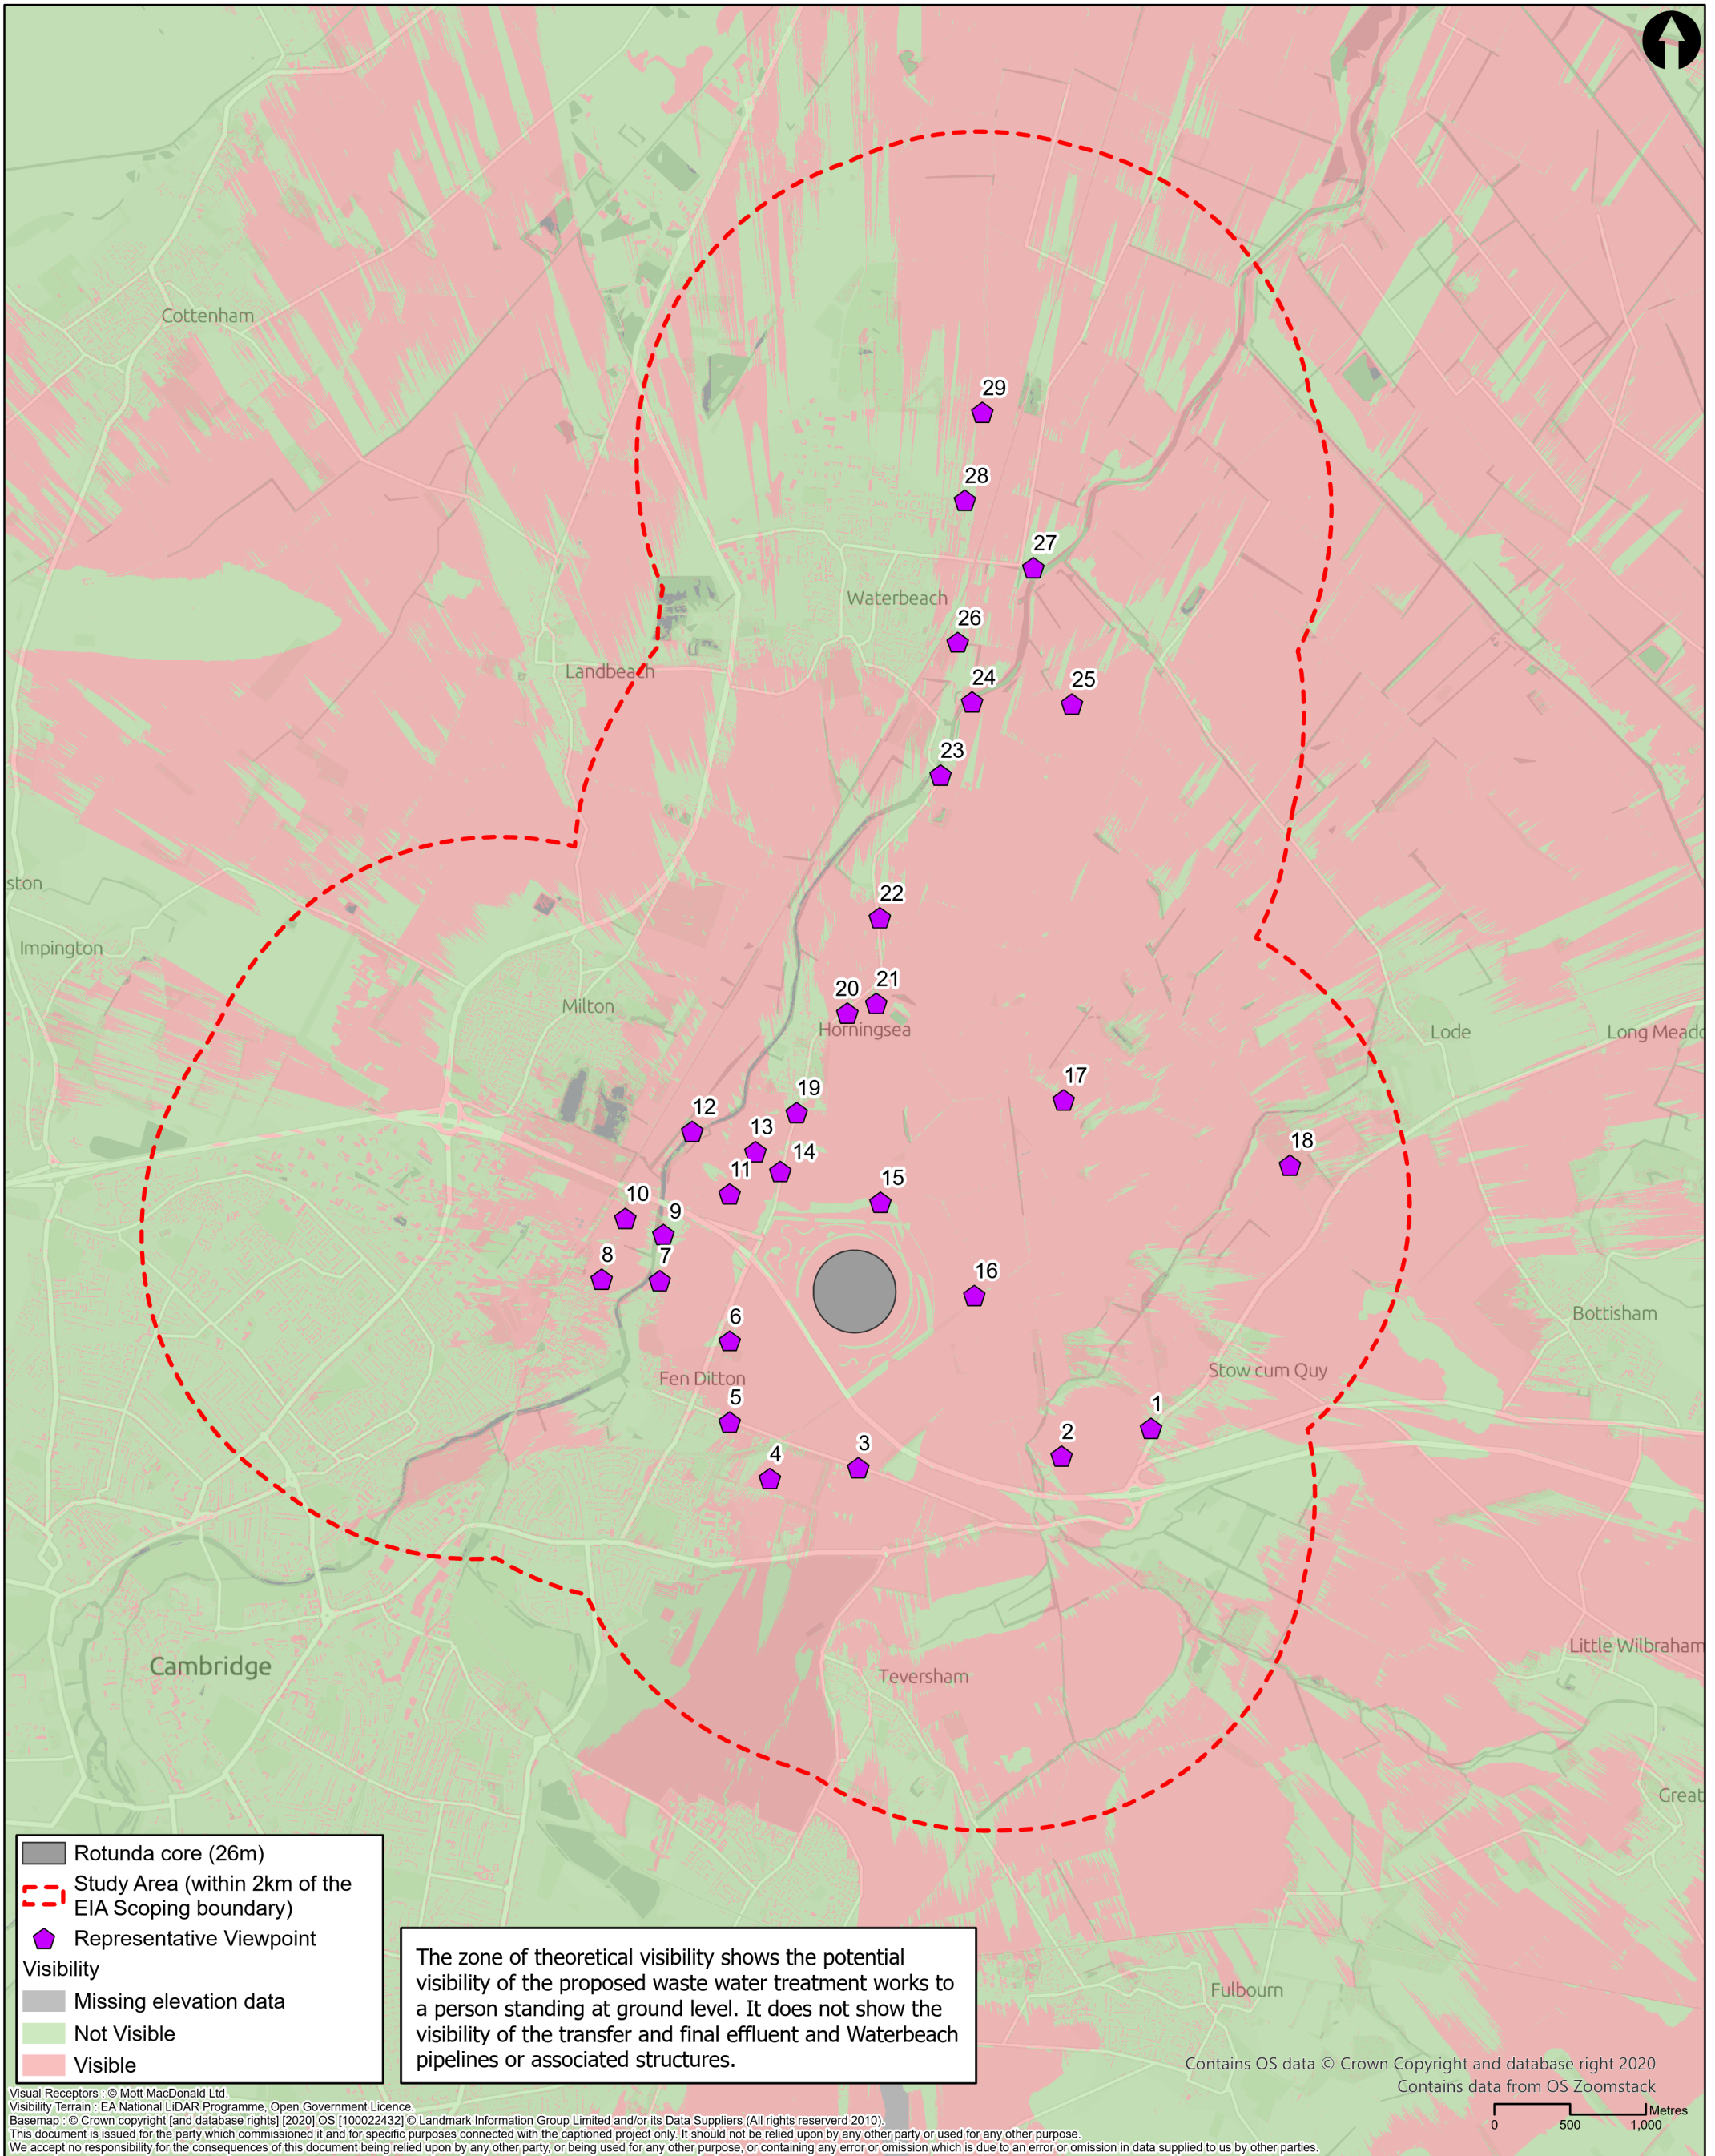 Cottenham
29
28
27
Waterbeach
26
Landbeach
24
25
23
ston
22
Impington
21
20
Milton
Horningsea
Lode
Long Meado
17
19
12
13
18
14
11
15
10
9
8
7
16
6
Bottisham
Fen Ditton
Stow cum Quy
5
1
2
3
4
Cambridge
Little Wilbraham
Teversham
Great
Fulbourn
Rotunda core (26m)
Study Area (within 2km of the
EIA Scoping boundary)
Representative Viewpoint
Visibility
Missing elevation data
Not Visible
Visible
The zone of theoretical visibility shows the potential
visibility of the proposed waste water treatment works to
a person standing at ground level. It does not show the
visibility of the transfer and final effluent and Waterbeach
pipelines or associated structures.
Contains OS data © Crown Copyright and database right 2020
Contains data from OS Zoomstack
Metres
0 500 1,000
Visual Receptors : © Mott MacDonald Ltd.
Visibility Terrain : EA National LiDAR Programme, Open Government Licence.
Basemap : © Crown copyright [and database rights] [2020] OS [100022432] © Landmark Information Group Limited and/or its Data Suppliers (All rights reserverd 2010).
This document is issued for the party which commissioned it and for specific purposes connected with the captioned project only. It should not be relied upon by any other party or used for any other purpose.
We accept no responsibility for the consequences of this document being relied upon by any other party, or being used for any other purpose, or containing any error or omission which is due to an error or omission in data supplied to us by other parties.